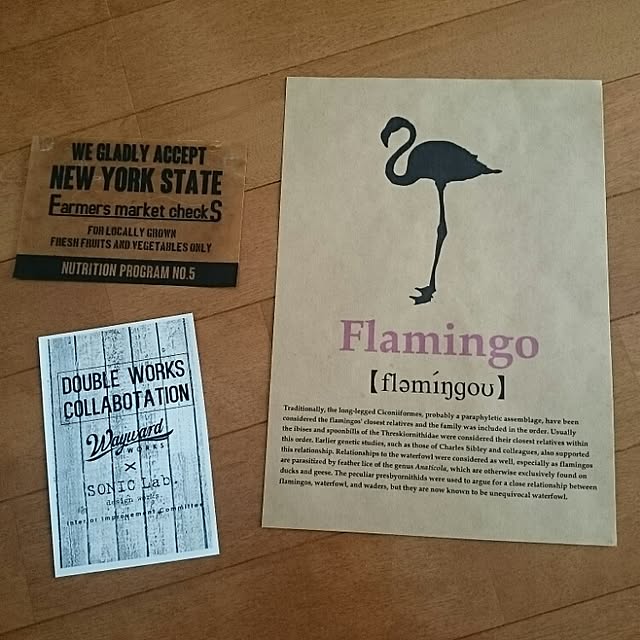 WE GLADLY ACCEPT
NEW YORK STATE
Farmers market checkS
FOR LOCALLY GROWN
FRESH FRUITS AND VEGETABLES ONLY
NUTRITION PROGRAM NO.5
DOUBLE WORKS
COLLABOTATION
Wayward
WORKS
×
SONIC Lab.
design works.
Interior Improvement Committee
Flamingo
【fləmíŋgoʊ】
Traditionally, the long-legged Ciconiiformes, probably a paraphyletic assemblage, have been
considered the flamingos' closest relatives and the family was included in the order. Usually
the ibises and spoonbills of the Threskiornithidae were considered their closest relatives within
this order. Earlier genetic studies, such as those of Charles Sibley and colleagues, also supported
this relationship. Relationships to the waterfowl were considered as well, especially as flamingos
are parasitized by feather lice of the genus Anaticola, which are otherwise exclusively found on
ducks and geese. The peculiar presbyornithids were used to argue for a close relationship between
flamingos, waterfowl, and waders, but they are now known to be unequivocal waterfowl.